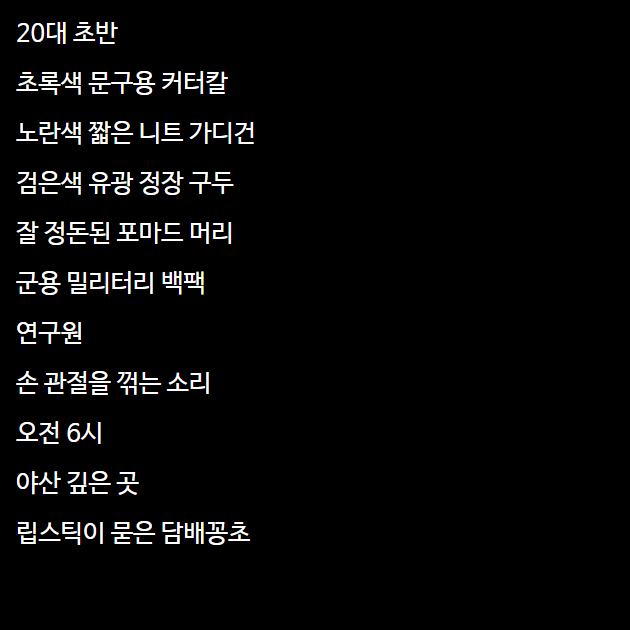 20대 초반
초록색 문구용 커터칼
노란색 짧은 니트 가디건
검은색 유광 정장 구두
잘 정돈된 포마드 머리
군용 밀리터리 백팩
연구원
손 관절을 꺾는 소리
오전 6시
야산 깊은 곳
립스틱이 묻은 담배꽁초